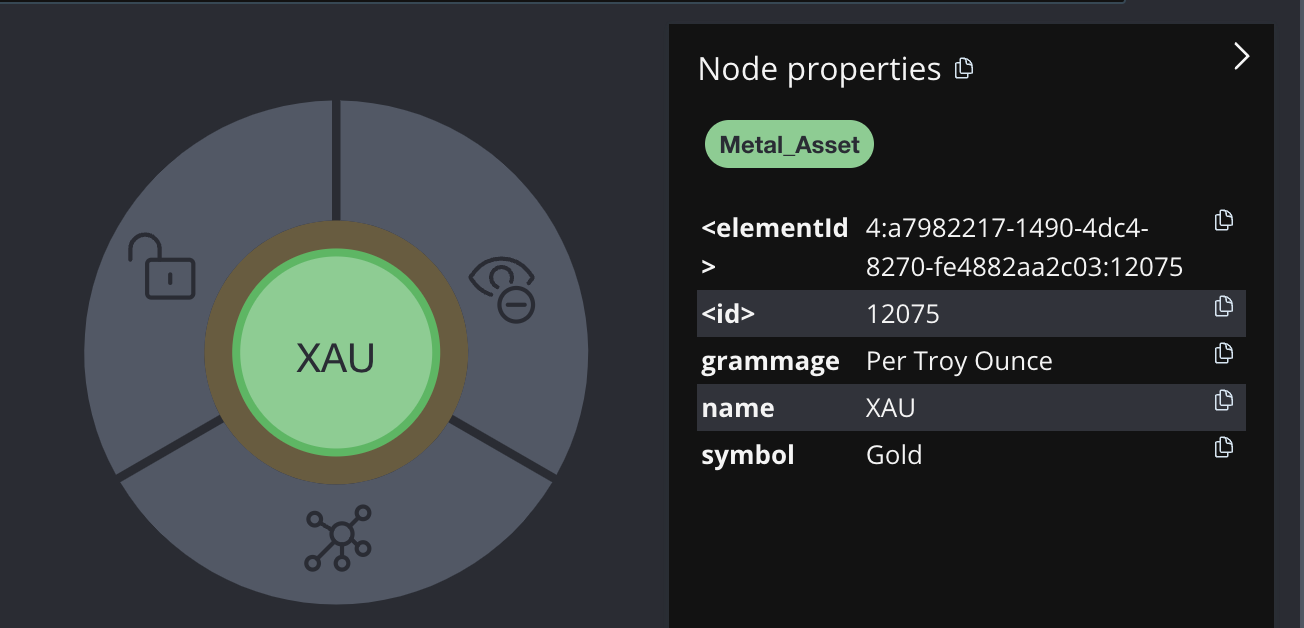 Node properties
Metal_Asset
<elementId 4:a7982217-1490-4dc4-
> 8270-fe4882aa2c03:12075
<id> 12075
grammage Per Troy Ounce
name XAU
symbol Gold
XAU